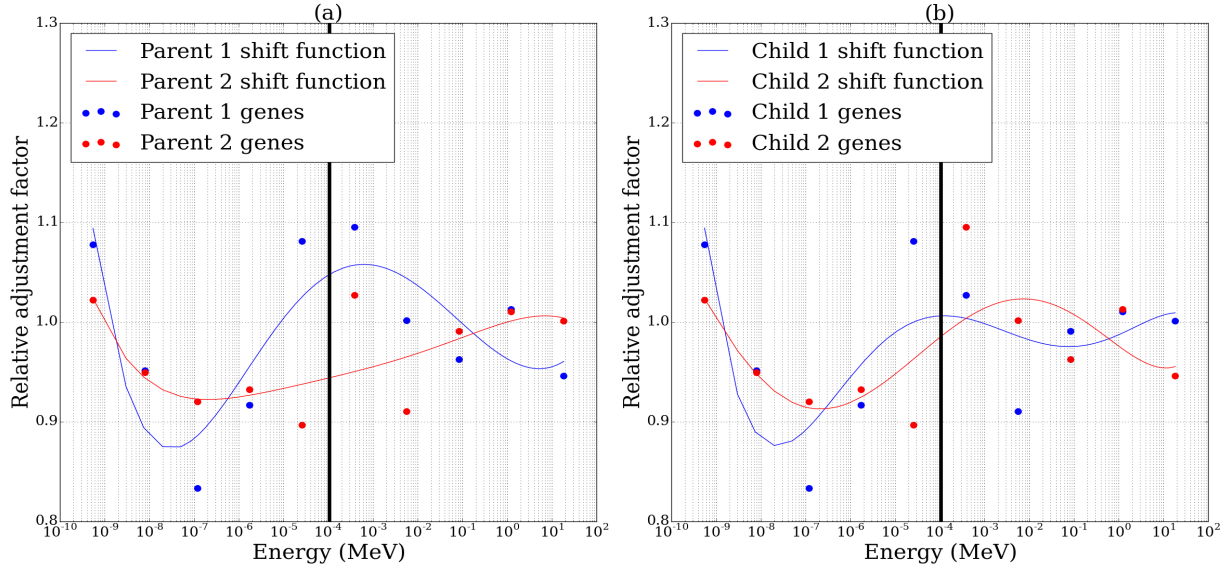 (a)
Relative adjustment factor
1.3
1.2
1.1
1.0
0.9
0.8
Parent 1 shift function
Parent 2 shift function
Parent 1 genes
Parent 2 genes
10^-10 10^-9 10^-8 10^-7 10^-6 10^-5 10^-4 10^-3 10^-2 10^-1 10^0 10^1 10^2
Energy (MeV)
(b)
Relative adjustment factor
1.3
1.2
1.1
1.0
0.9
0.8
Child 1 shift function
Child 2 shift function
Child 1 genes
Child 2 genes
10^-10 10^-9 10^-8 10^-7 10^-6 10^-5 10^-4 10^-3 10^-2 10^-1 10^0 10^1 10^2
Energy (MeV)